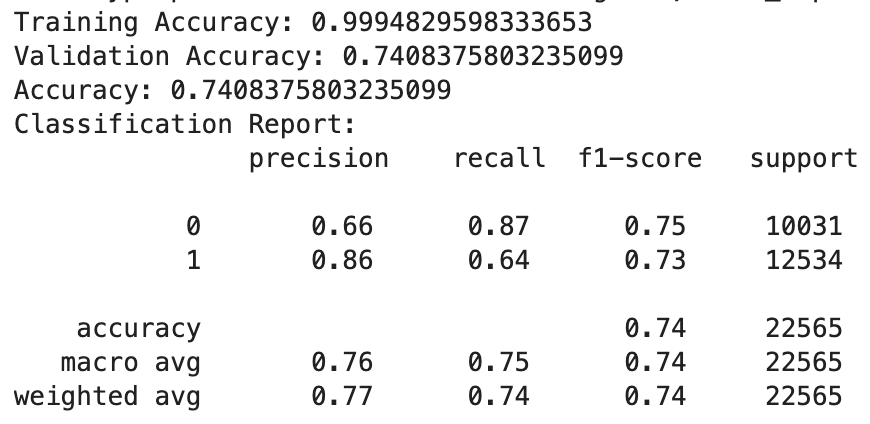 Training Accuracy: 0.9994829598333653
Validation Accuracy: 0.7408375803235099
Accuracy: 0.7408375803235099
Classification Report:
precision recall f1-score support
0 0.66 0.87 0.75 10031
1 0.86 0.64 0.73 12534
accuracy 0.74 22565
macro avg 0.76 0.75 0.74 22565
weighted avg 0.77 0.74 0.74 22565